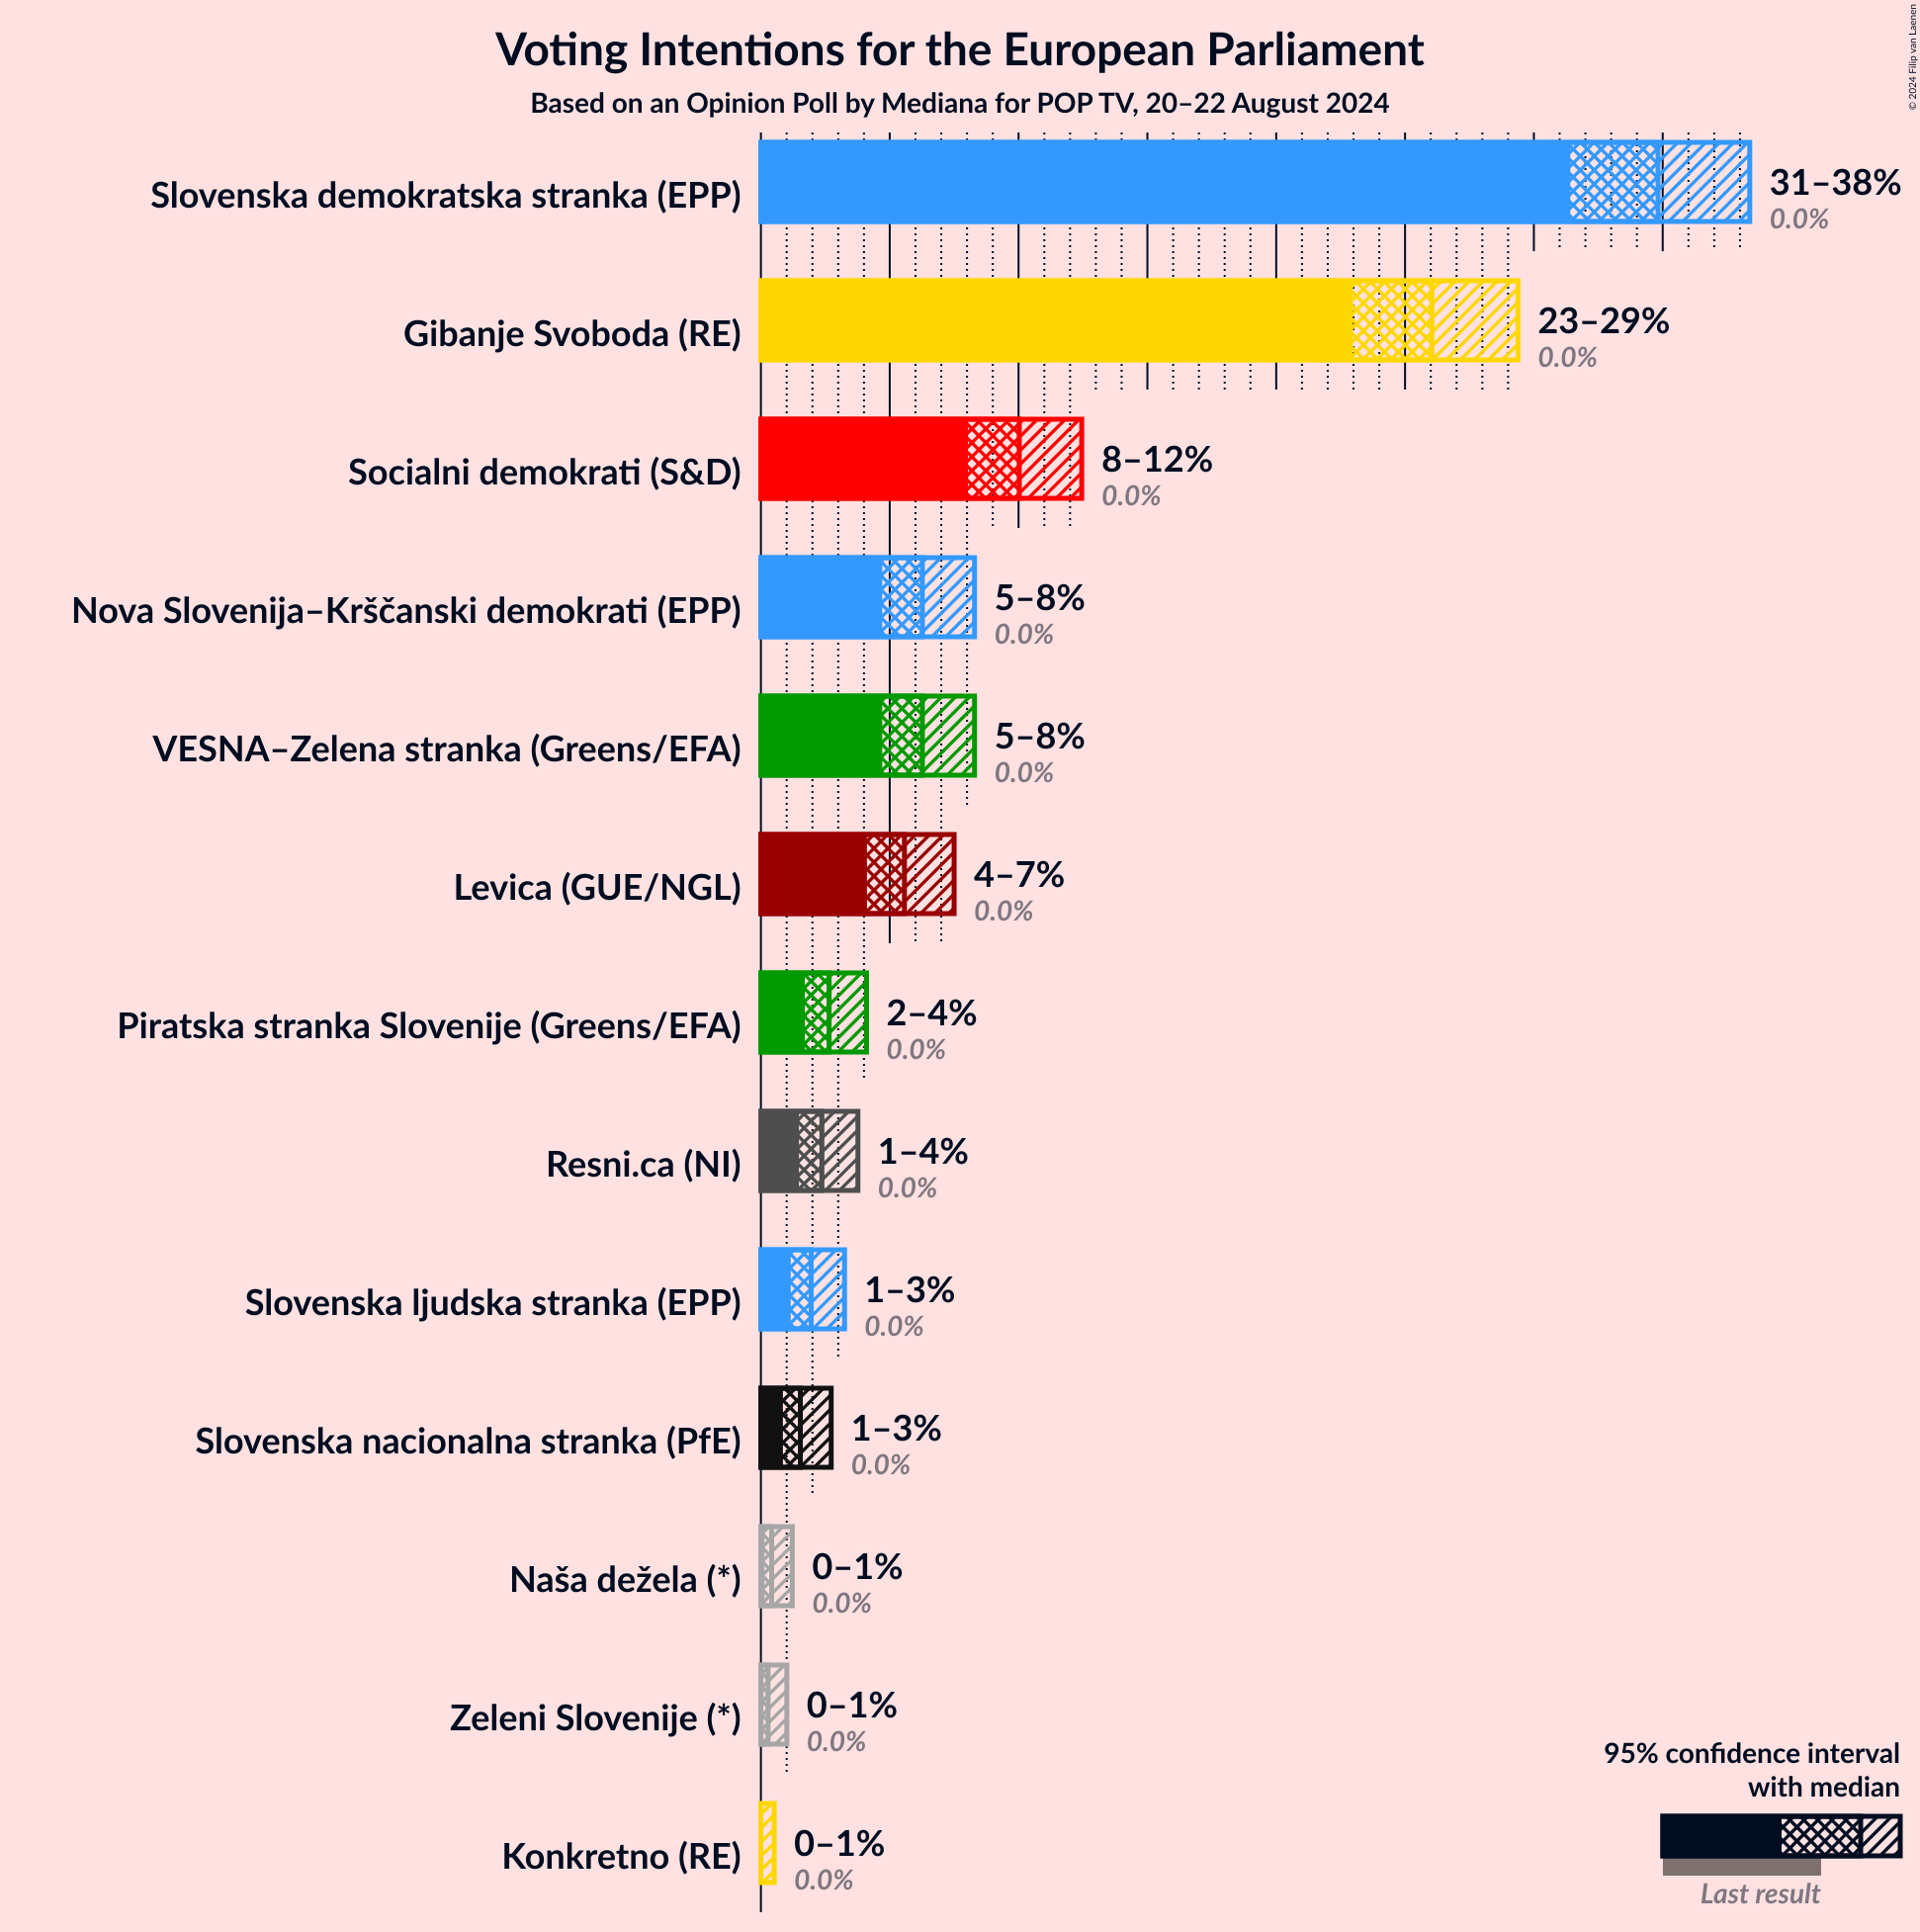 Voting Intentions for the European Parliament
Based on an Opinion Poll by Mediana for POP TV, 20–22 August 2024
© 2024 Filip van Laenen
Slovenska demokratska stranka (EPP)
31–38%
0.0%
Gibanje Svoboda (RE)
23–29%
0.0%
Socialni demokrati (S&D)
8–12%
0.0%
Nova Slovenija–Krščanski demokrati (EPP)
5–8%
0.0%
VESNA–Zelena stranka (Greens/EFA)
5–8%
0.0%
Levica (GUE/NGL)
4–7%
0.0%
Piratska stranka Slovenije (Greens/EFA)
2–4%
0.0%
Resni.ca (NI)
1–4%
0.0%
Slovenska ljudska stranka (EPP)
1–3%
0.0%
Slovenska nacionalna stranka (PfE)
1–3%
0.0%
Naša dežela (*)
0–1%
0.0%
Zeleni Slovenije (*)
0–1%
0.0%
Konkretno (RE)
0–1%
0.0%
95% confidence interval
with median
Last result